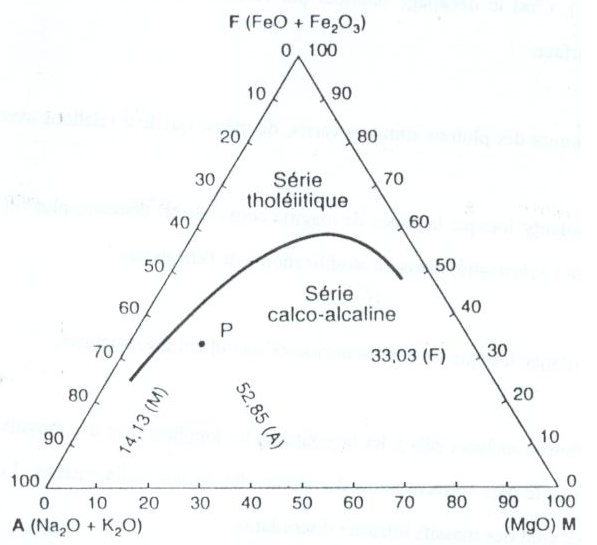 F (FeO + Fe₂O₃)
0 100
10 90
20 80
30 70
Série
tholéiitique
40 60
50 50
Série
calco-alcaline
60 40
P
70 30
33,03 (F)
80 20
14,13 (M)
52,85 (A)
90 10
100 0
0 10 20 30 40 50 60 70 80 90 100
A (Na₂O + K₂O) (MgO) M